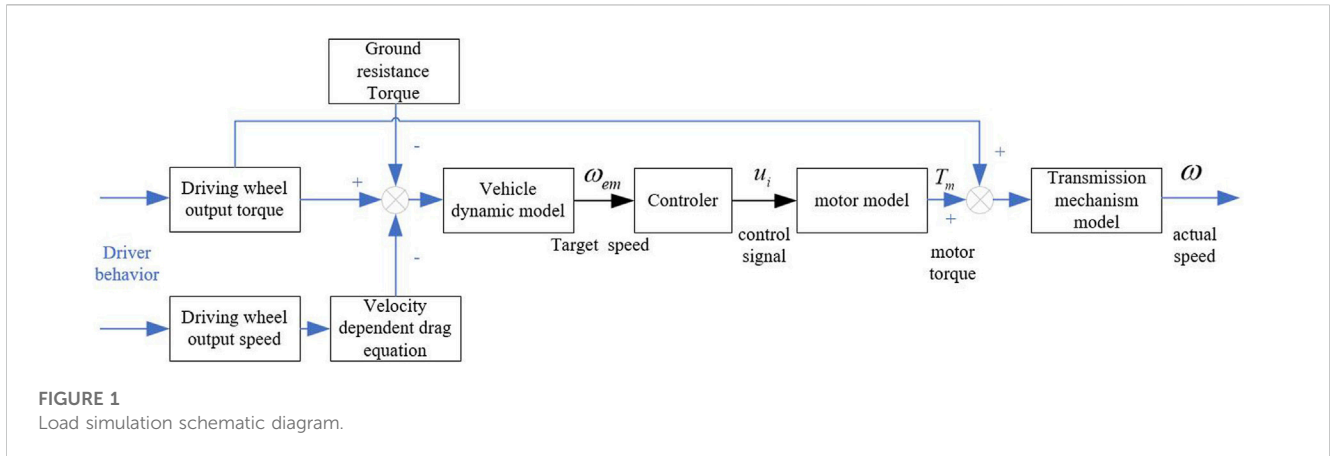 Ground
resistance
Torque
-
+
Driving wheel
output torque
+
Vehicle
dynamic model
ω_em
Target speed
Controler
u_i
control
signal
motor model
T_m
+
motor
torque
Transmission
mechanism
model
ω
actual
speed
Driver
behavior
-
Driving wheel
output speed
Velocity
dependent drag
equation
FIGURE 1
Load simulation schematic diagram.